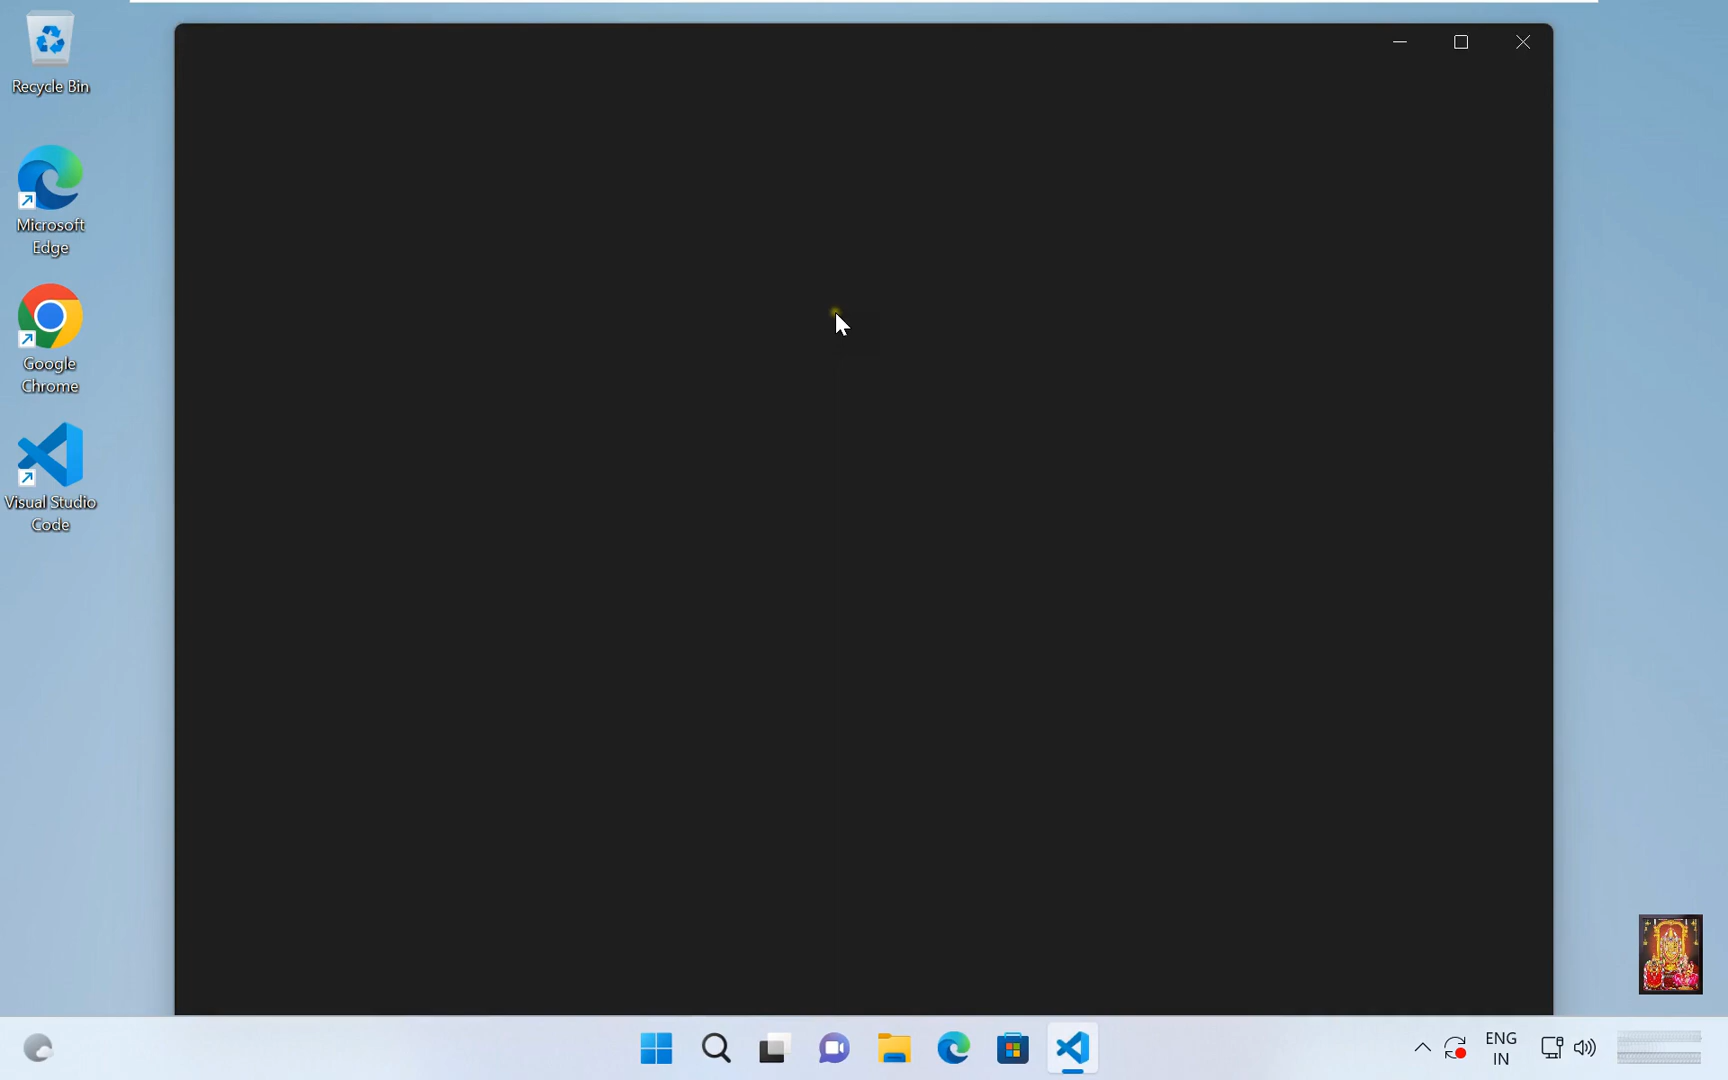 Recycle Bin
Microsoft
Edge
Google
Chrome
Visual Studio
Code
ENG
IN